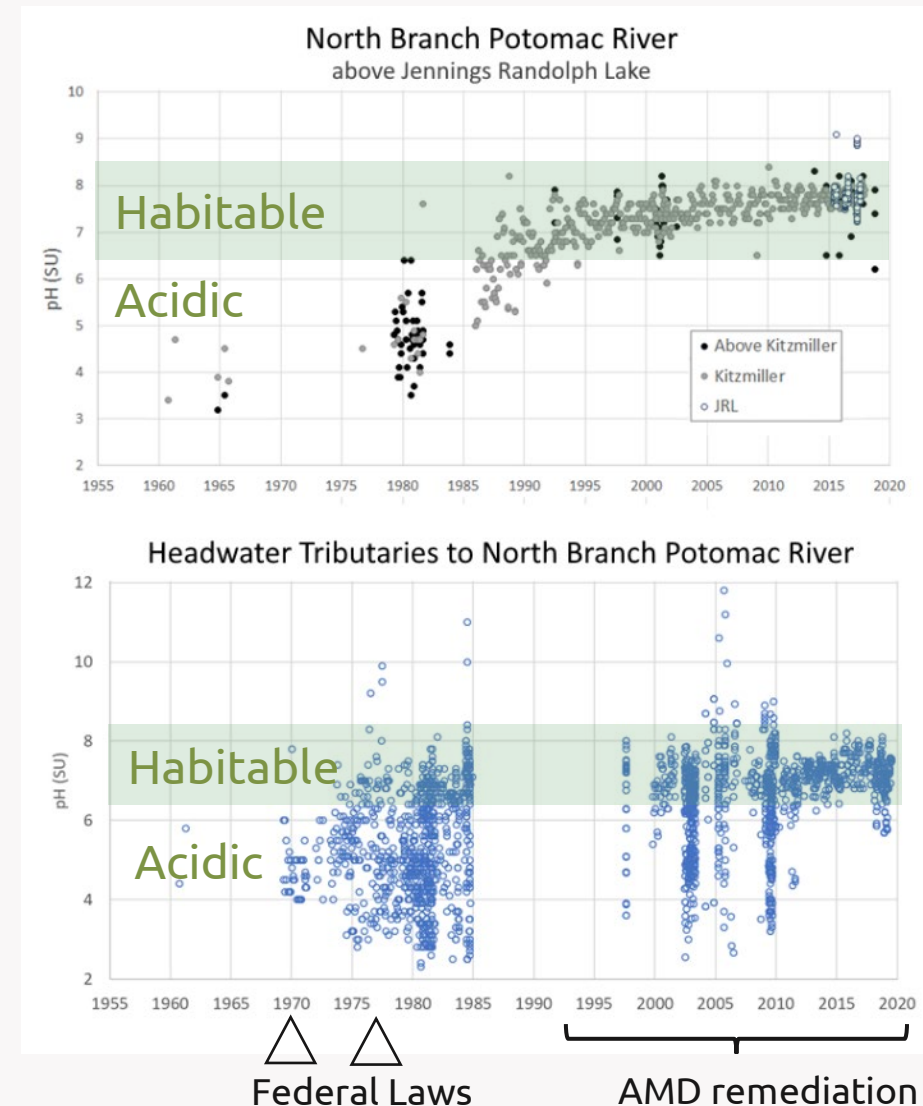 North Branch Potomac River
above Jennings Randolph Lake
10
9
8
7
6
5
4
3
2
pH (SU)
Habitable
Acidic
Above Kitzmiller
Kitzmiller
JRL
1955 1960 1965 1970 1975 1980 1985 1990 1995 2000 2005 2010 2015 2020
Headwater Tributaries to North Branch Potomac River
12
10
8
6
4
2
pH (SU)
Habitable
Acidic
1955 1960 1965 1970 1975 1980 1985 1990 1995 2000 2005 2010 2015 2020
Federal Laws AMD remediation